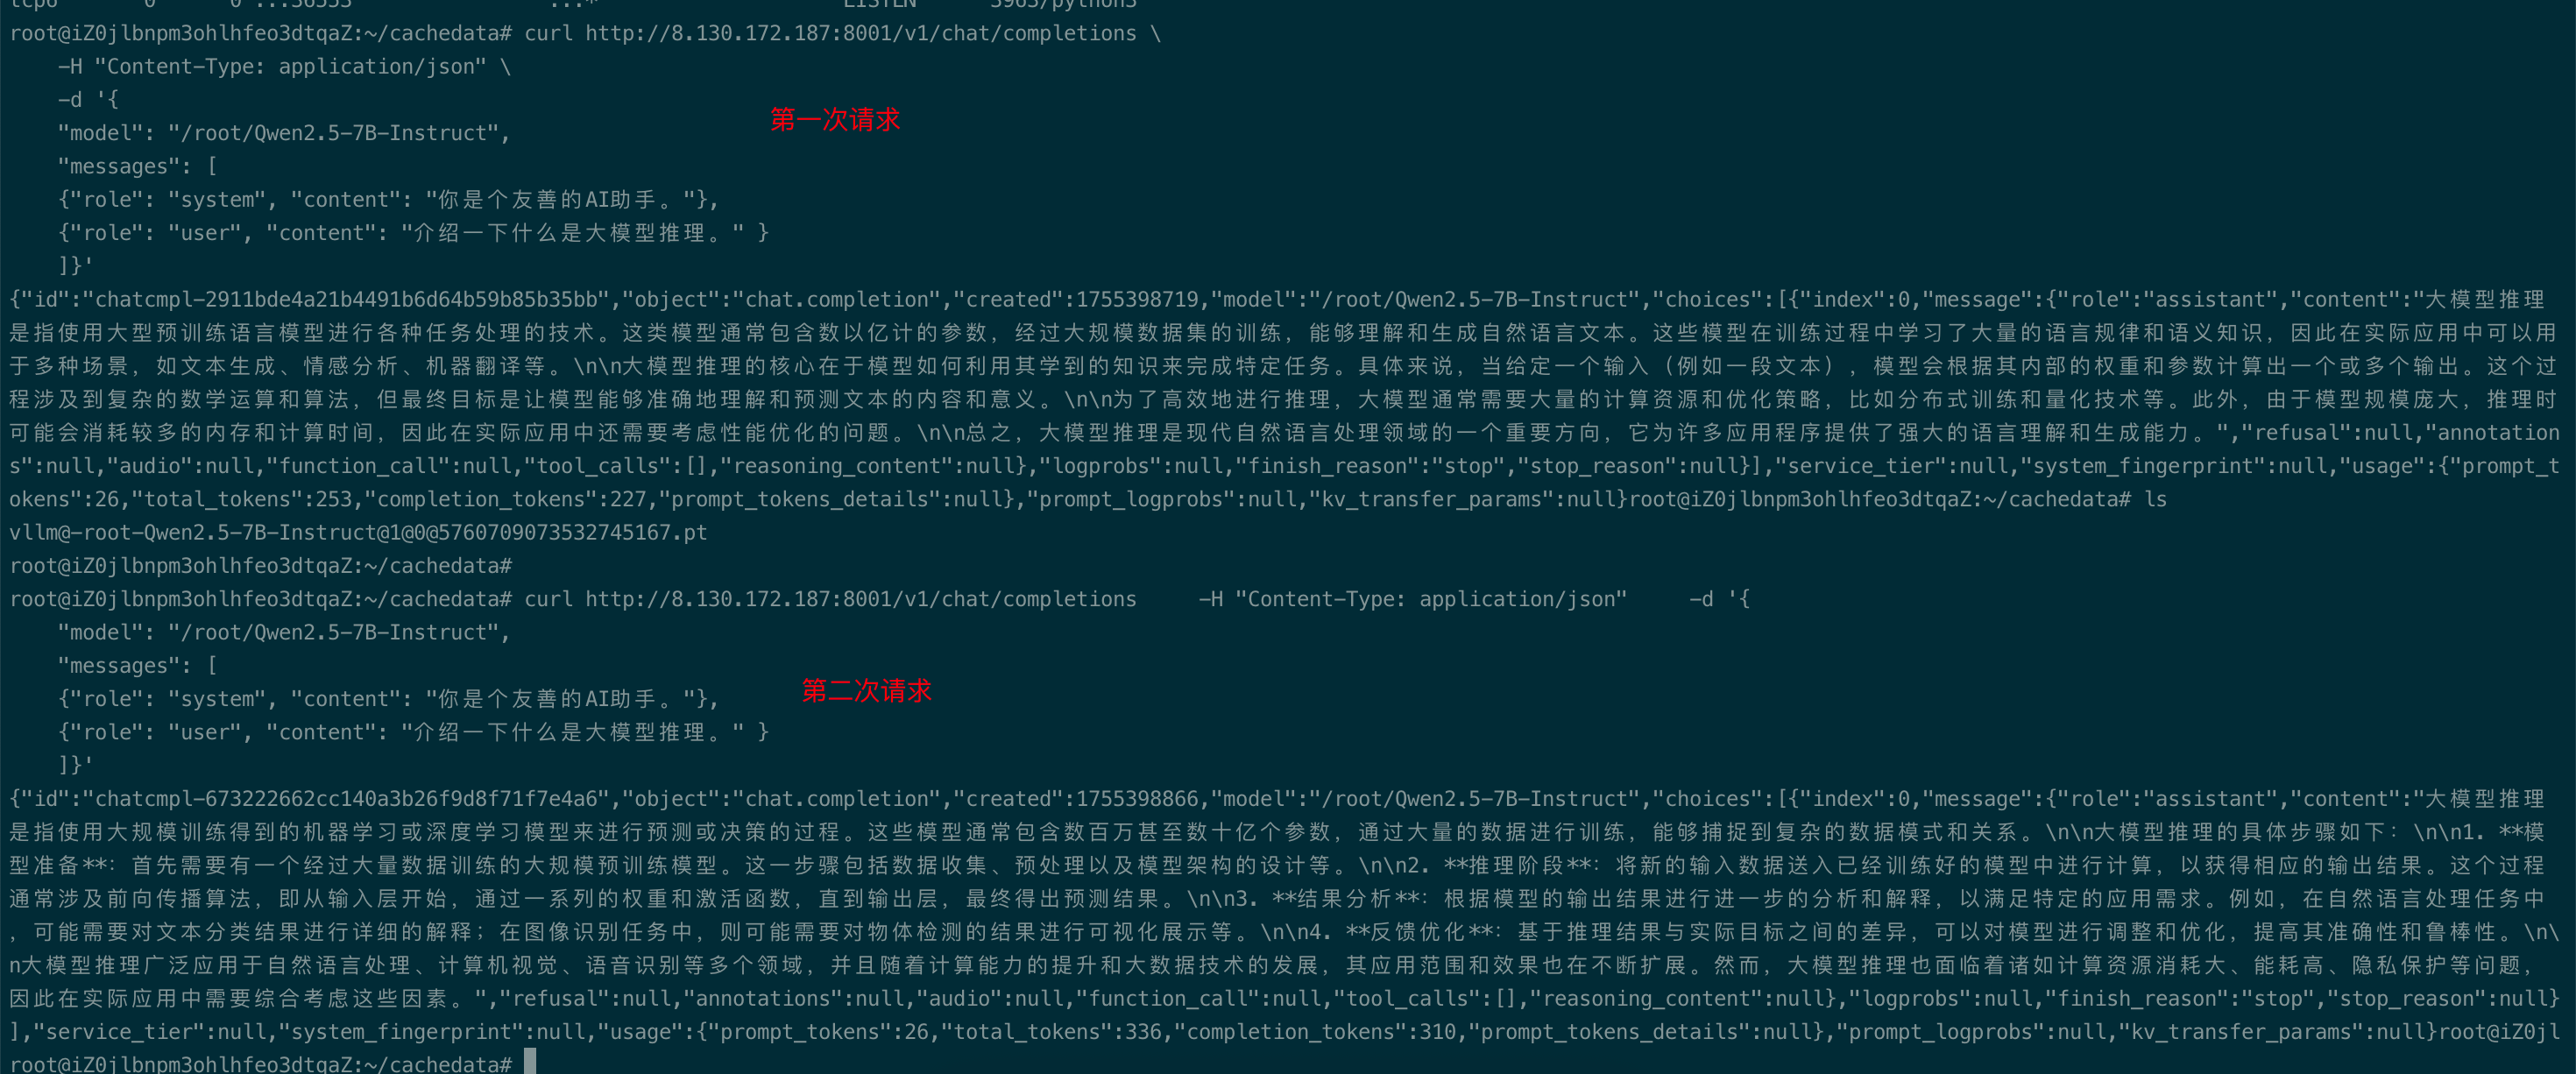 root@iZ0jlbnpm3ohlhfeo3dtqaZ:~/cachedata# curl http://8.130.172.187:8001/v1/chat/completions \
-H "Content-Type: application/json" \
-d '{
第一次请求
"model": "/root/Qwen2.5-7B-Instruct",
"messages": [
{"role": "system", "content": "你是个友善的AI助手。"},
{"role": "user", "content": "介绍一下什么是大模型推理。" }
]}'
{"id":"chatcmpl-2911bde4a21b4491b6d64b59b85b35bb","object":"chat.completion","created":1755398719,"model":"/root/Qwen2.5-7B-Instruct","choices":[{"index":0,"message":{"role":"assistant","content":"大模型推理
是指使用大型预训练语言模型进行各种任务处理的技术。这类模型通常包含数以亿计的参数，经过大规模数据集的训练，能够理解和生成自然语言文本。这些模型在训练过程中学习了大量的语言规律和语义知识，因此在实际应用中可以用
于多种场景，如文本生成、情感分析、机器翻译等。\n\n大模型推理的核心在于模型如何利用其学到的知识来完成特定任务。具体来说，当给定一个输入（例如一段文本），模型会根据其内部的权重和参数计算出一个或多个输出。这个过
程涉及到复杂的数学运算和算法，但最终目标是让模型能够准确地理解和预测文本的内容和意义。\n\n为了高效地进行推理，大模型通常需要大量的计算资源和优化策略，比如分布式训练和量化技术等。此外，由于模型规模庞大，推理时
可能会消耗较多的内存和计算时间，因此在实际应用中还需要考虑性能优化的问题。\n\n总之，大模型推理是现代自然语言处理领域的一个重要方向，它为许多应用程序提供了强大的语言理解和生成能力。","refusal":null,"annotation
s":null,"audio":null,"function_call":null,"tool_calls":[],"reasoning_content":null},"logprobs":null,"finish_reason":"stop","stop_reason":null}],"service_tier":null,"system_fingerprint":null,"usage":{"prompt_t
okens":26,"total_tokens":253,"completion_tokens":227,"prompt_tokens_details":null},"prompt_logprobs":null,"kv_transfer_params":null}root@iZ0jlbnpm3ohlhfeo3dtqaZ:~/cachedata# ls
vllm@-root-Qwen2.5-7B-Instruct@1@0@5760709073532745167.pt
root@iZ0jlbnpm3ohlhfeo3dtqaZ:~/cachedata#
root@iZ0jlbnpm3ohlhfeo3dtqaZ:~/cachedata# curl http://8.130.172.187:8001/v1/chat/completions     -H "Content-Type: application/json"     -d '{
"model": "/root/Qwen2.5-7B-Instruct",
"messages": [
第二次请求
{"role": "system", "content": "你是个友善的AI助手。"},
{"role": "user", "content": "介绍一下什么是大模型推理。" }
]}'
{"id":"chatcmpl-673222662cc140a3b26f9d8f71f7e4a6","object":"chat.completion","created":1755398866,"model":"/root/Qwen2.5-7B-Instruct","choices":[{"index":0,"message":{"role":"assistant","content":"大模型推理
是指使用大规模训练得到的机器学习或深度学习模型来进行预测或决策的过程。这些模型通常包含数百万甚至数十亿个参数，通过大量的数据进行训练，能够捕捉到复杂的数据模式和关系。\n\n大模型推理的具体步骤如下：\n\n1. **模
型准备**：首先需要有一个经过大量数据训练的大规模预训练模型。这一步骤包括数据收集、预处理以及模型架构的设计等。\n\n2. **推理阶段**：将新的输入数据送入已经训练好的模型中进行计算，以获得相应的输出结果。这个过程
通常涉及前向传播算法，即从输入层开始，通过一系列的权重和激活函数，直到输出层，最终得出预测结果。\n\n3. **结果分析**：根据模型的输出结果进行进一步的分析和解释，以满足特定的应用需求。例如，在自然语言处理任务中
，可能需要对文本分类结果进行详细的解释；在图像识别任务中，则可能需要对物体检测的结果进行可视化展示等。\n\n4. **反馈优化**：基于推理结果与实际目标之间的差异，可以对模型进行调整和优化，提高其准确性和鲁棒性。\n\
n大模型推理广泛应用于自然语言处理、计算机视觉、语音识别等多个领域，并且随着计算能力的提升和大数据技术的发展，其应用范围和效果也在不断扩展。然而，大模型推理也面临着诸如计算资源消耗大、能耗高、隐私保护等问题，
因此在实际应用中需要综合考虑这些因素。","refusal":null,"annotations":null,"audio":null,"function_call":null,"tool_calls":[],"reasoning_content":null},"logprobs":null,"finish_reason":"stop","stop_reason":null}
],"service_tier":null,"system_fingerprint":null,"usage":{"prompt_tokens":26,"total_tokens":336,"completion_tokens":310,"prompt_tokens_details":null},"prompt_logprobs":null,"kv_transfer_params":null}root@iZ0jl
root@iZ0jlbnpm3ohlhfeo3dtqaZ:~/cachedata#